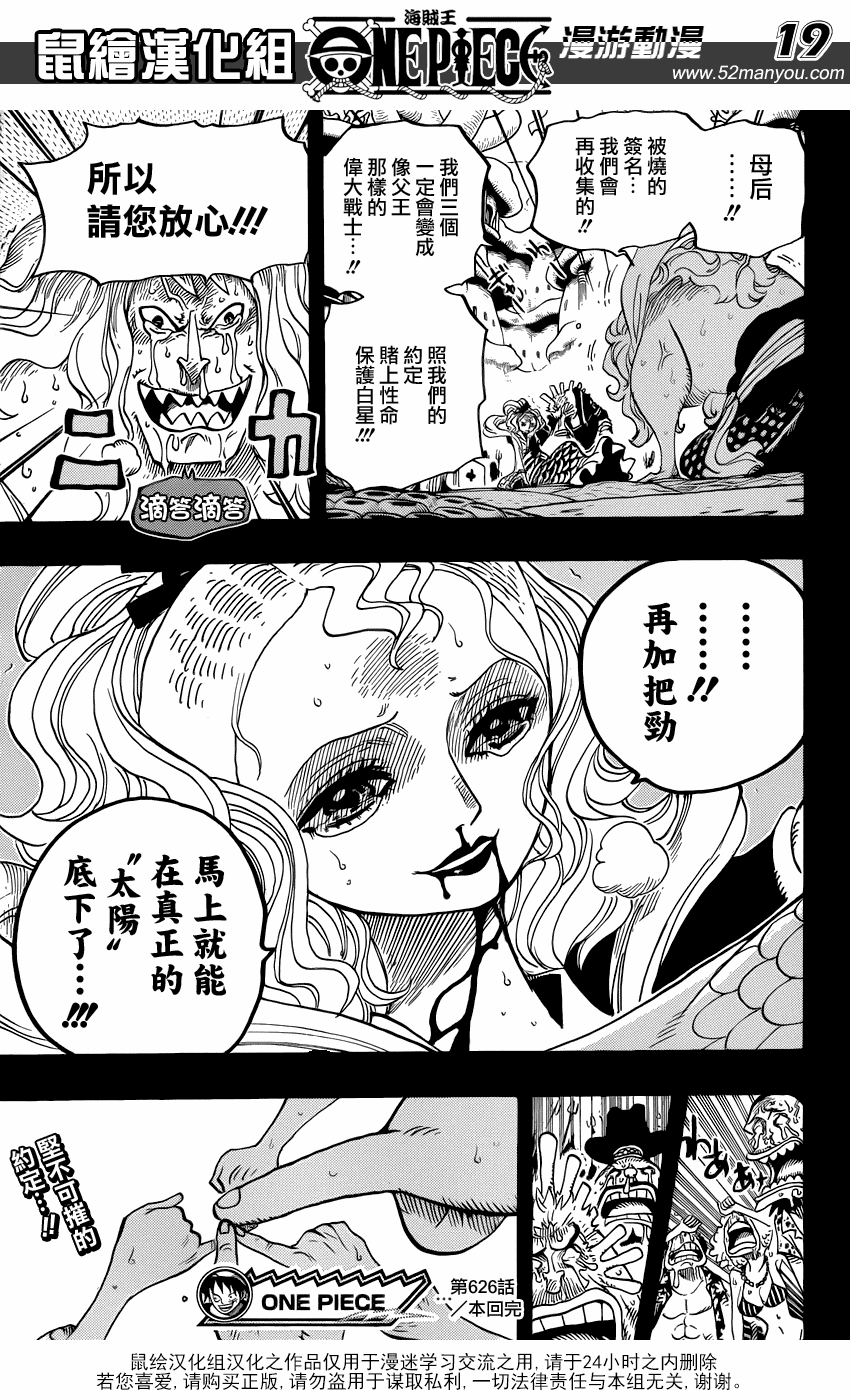 鼠繪漢化組
海賊王
ONE PIECE
漫游動漫
19
www.52manyou.com
母后
……!!
被燒的
簽名…
我們會
再收集的!!
我們三個
一定會變成
像父王
那樣的
偉大戰士…!!
照我們的
約定
賭上性命
保護白星!!!
所以
請您放心!!!
ニカ
滴答滴答
……
……!!
再加把勁
馬上就能
在真正的
"太陽"
底下了…!!!
わあぁ
堅不可摧的
約定…!!
ONE PIECE
第626話
…／本回完
鼠绘汉化组汉化之作品仅用于漫迷学习交流之用, 请于24小时之内删除
若您喜爱, 请购买正版, 请勿用于谋取私利, 一切法律责任与本组无关, 谢谢。